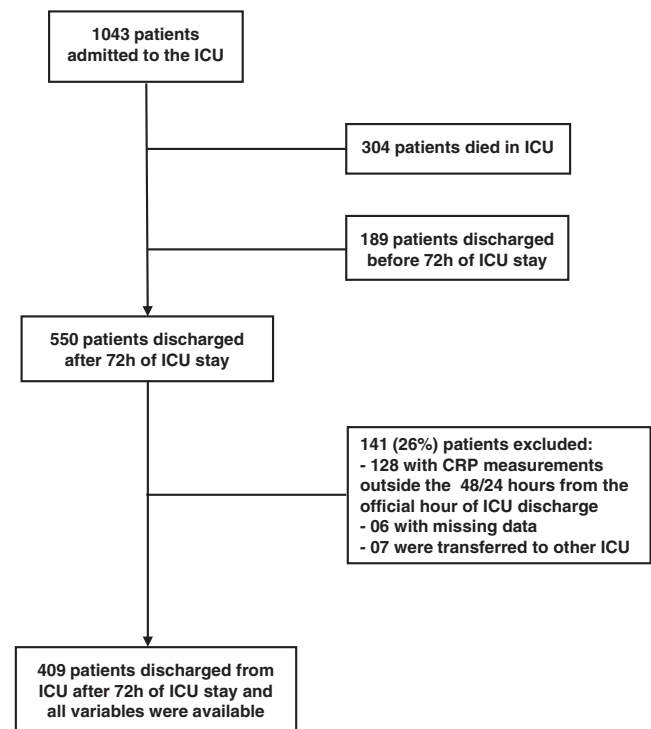 1043 patients
admitted to the ICU
304 patients died in ICU
189 patients discharged
before 72h of ICU stay
550 patients discharged
after 72h of ICU stay
141 (26%) patients excluded:
- 128 with CRP measurements
outside the 48/24 hours from the
official hour of ICU discharge
- 06 with missing data
- 07 were transferred to other ICU
409 patients discharged from
ICU after 72h of ICU stay and
all variables were available